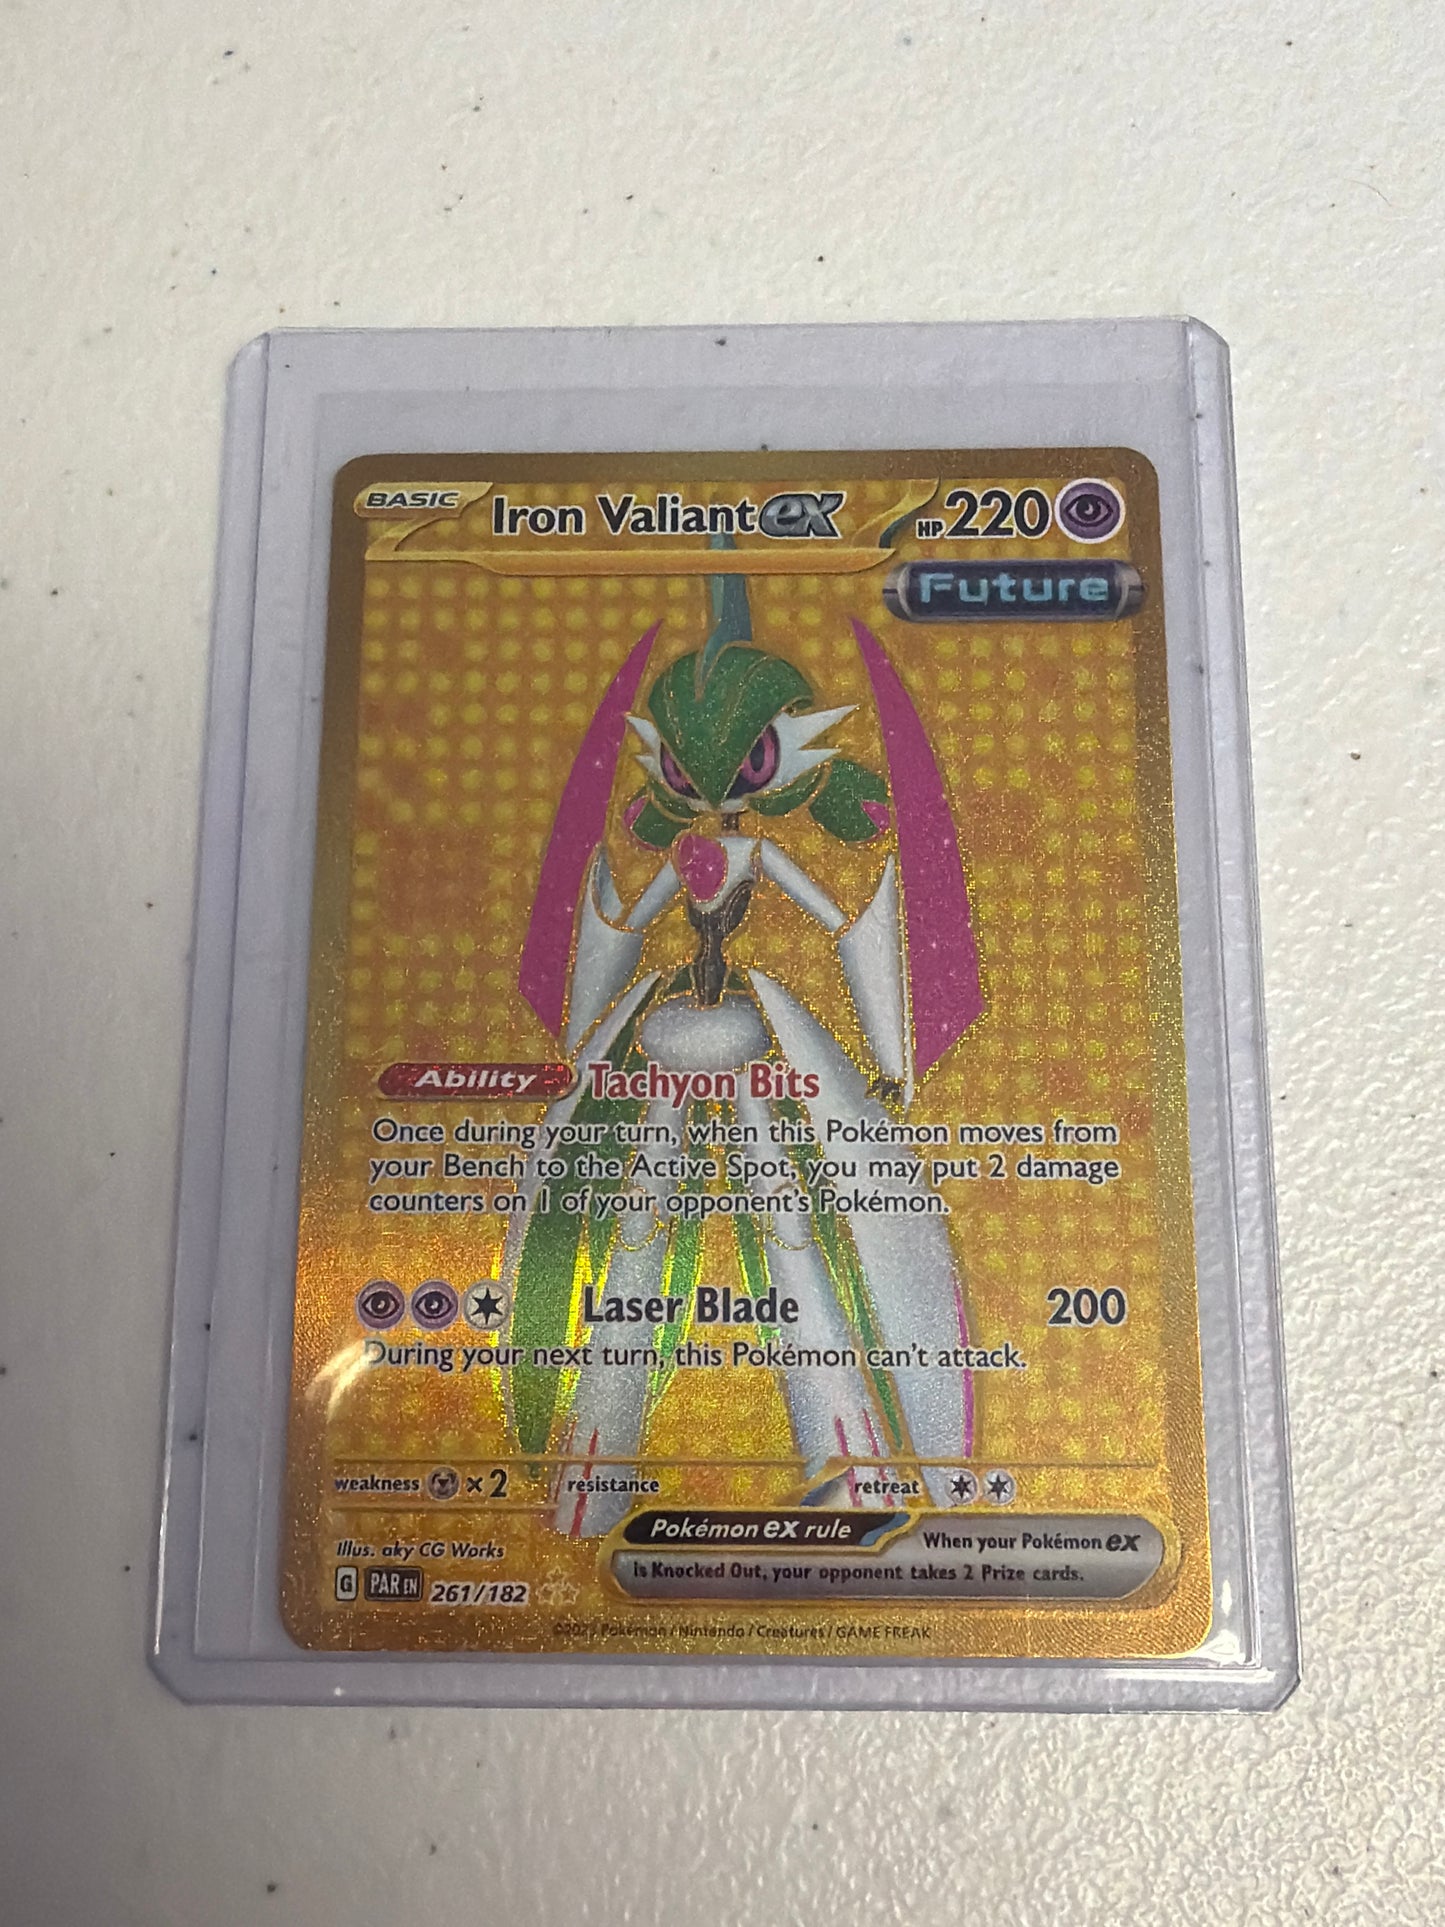 BASIC Iron Valiant ex HP 220
Future
Ability Tachyon Bits
Once during your turn, when this Pokémon moves from
your Bench to the Active Spot, you may put 2 damage
counters on 1 of your opponent's Pokémon.
Laser Blade 200
During your next turn, this Pokémon can't attack.
weakness ×2 resistance retreat
Pokémon ex rule When your Pokémon ex
is Knocked Out, your opponent takes 2 Prize cards.
Illus. aky CG Works
G PAR EN 261/182
©2023 Pokémon / Nintendo / Creatures / GAME FREAK